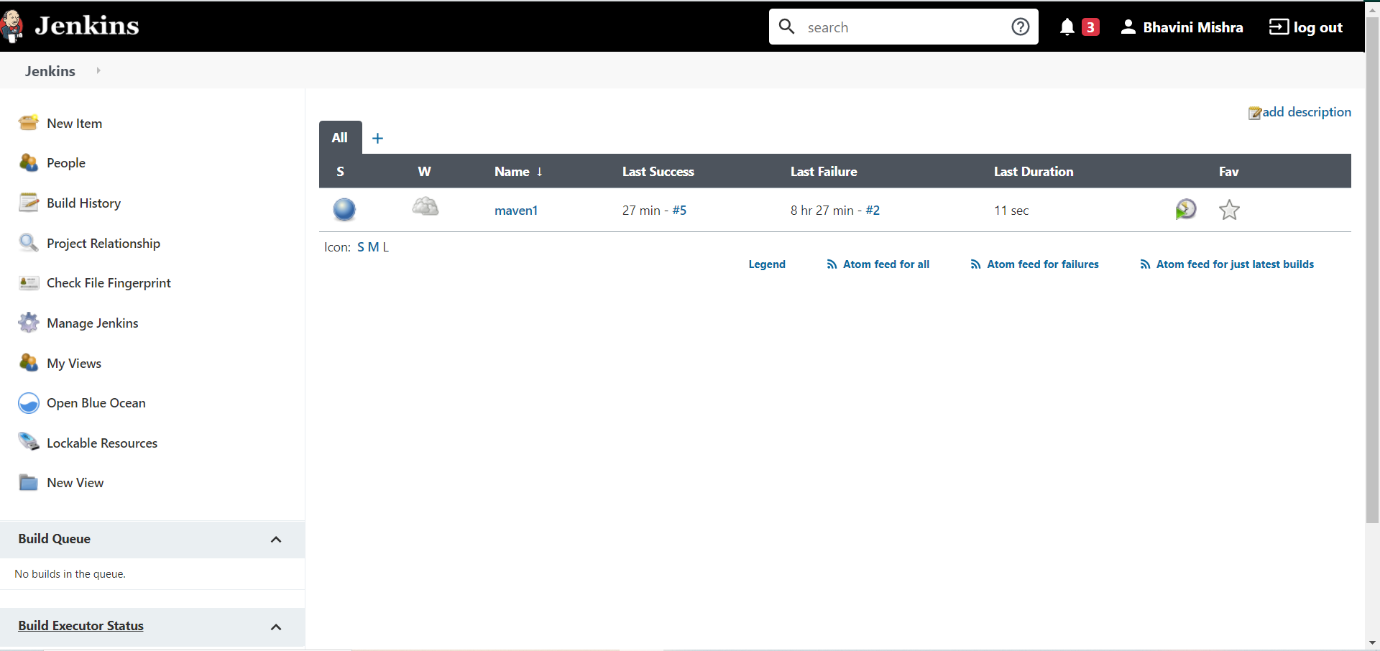 Jenkins
search
3
Bhavini Mishra
log out
Jenkins
New Item
People
Build History
Project Relationship
Check File Fingerprint
Manage Jenkins
My Views
Open Blue Ocean
Lockable Resources
New View
Build Queue
No builds in the queue.
Build Executor Status
add description
All +
S W Name ↓ Last Success Last Failure Last Duration Fav
maven1 27 min - #5 8 hr 27 min - #2 11 sec
Icon: S M L
Legend Atom feed for all Atom feed for failures Atom feed for just latest builds